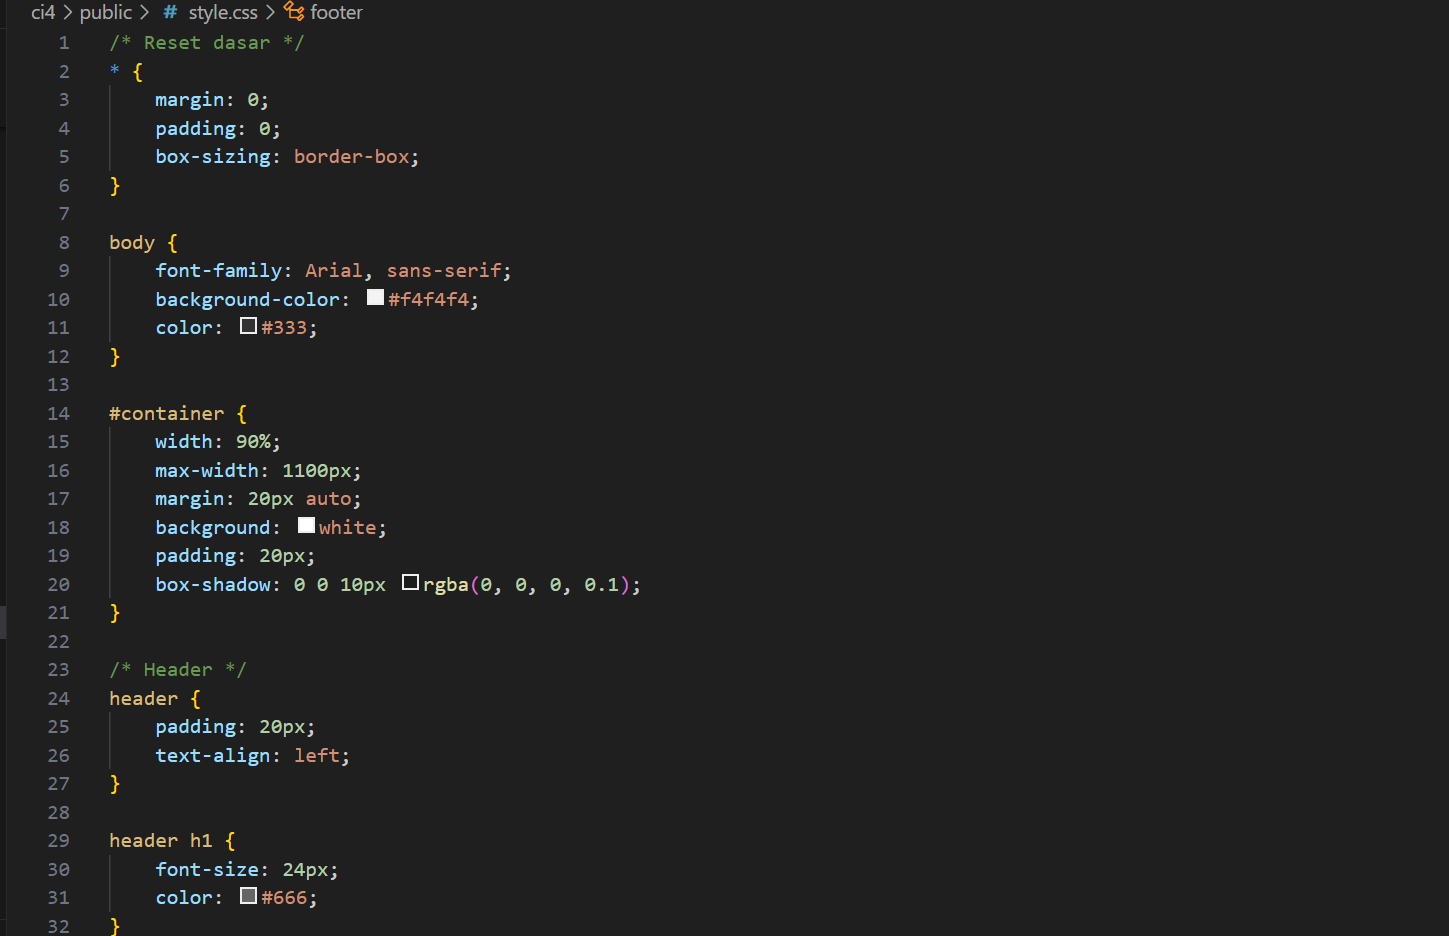 ci4 > public > # style.css > footer
1 /* Reset dasar */
2 * {
3 margin: 0;
4 padding: 0;
5 box-sizing: border-box;
6 }
7
8 body {
9 font-family: Arial, sans-serif;
10 background-color: #f4f4f4;
11 color: #333;
12 }
13
14 #container {
15 width: 90%;
16 max-width: 1100px;
17 margin: 20px auto;
18 background: white;
19 padding: 20px;
20 box-shadow: 0 0 10px rgba(0, 0, 0, 0.1);
21 }
22
23 /* Header */
24 header {
25 padding: 20px;
26 text-align: left;
27 }
28
29 header h1 {
30 font-size: 24px;
31 color: #666;
32 }